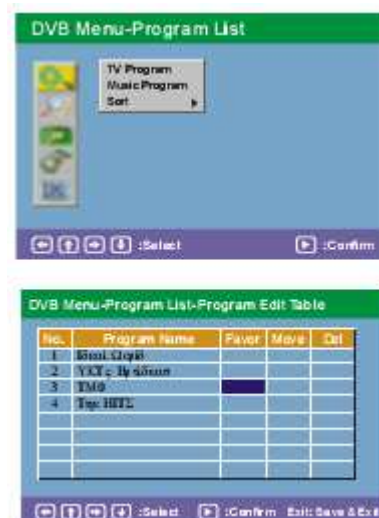 DVB Menu-Program List
TV Program
Music Program
Sort
:Select :Confirm
DVB Menu-Program List-Program Edit Table
No. Program Name Favor Move Del
1
2
3
4
:Select :Confirm Exit: Save & Exit